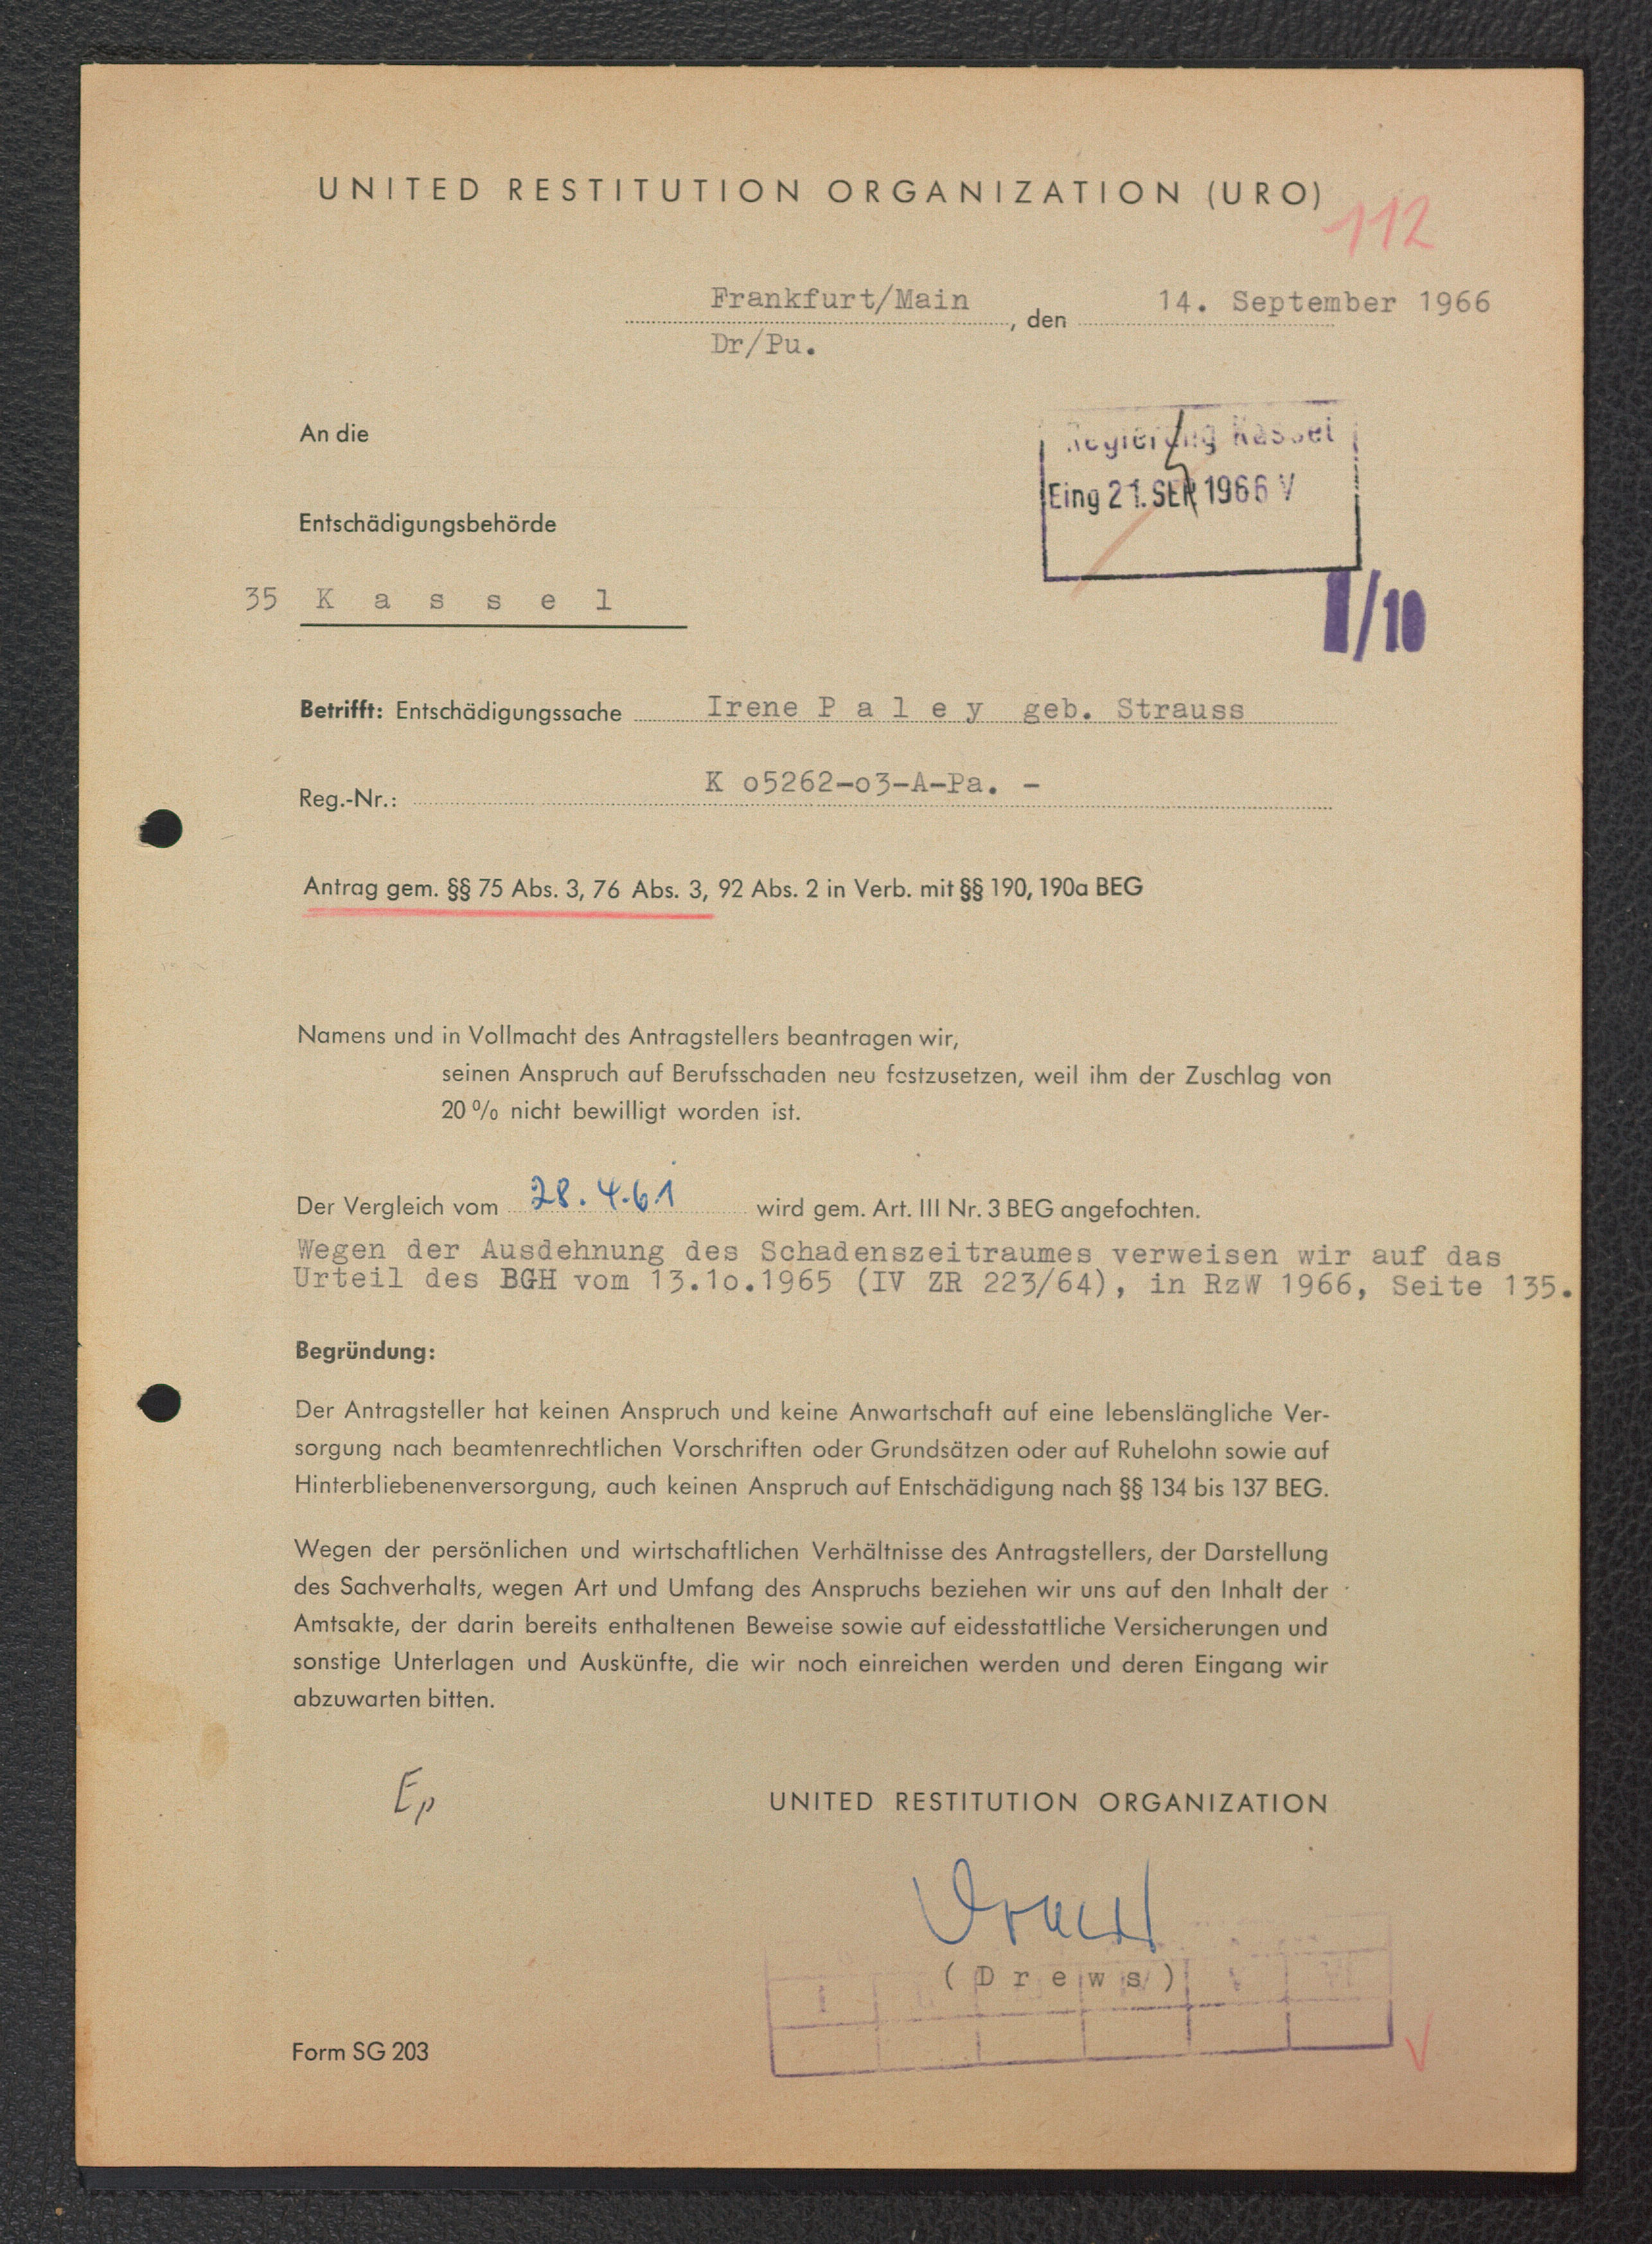 UNITED RESTITUTION ORGANIZATION (URO)
112
Frankfurt/Main, den 14. September 1966
Dr/Pu.
An die
Regierung Kassel
Eing 21. SEP. 1966 V
Entschädigungsbehörde
35 K a s s e l
I/10
Betrifft: Entschädigungssache Irene P a l e y geb. Strauss
Reg.-Nr.: K o5262-o3-A-Pa. -
Antrag gem. §§ 75 Abs. 3, 76 Abs. 3, 92 Abs. 2 in Verb. mit §§ 190, 190a BEG
Namens und in Vollmacht des Antragstellers beantragen wir,
seinen Anspruch auf Berufsschaden neu festzusetzen, weil ihm der Zuschlag von
20% nicht bewilligt worden ist.
Der Vergleich vom 28.4.61 wird gem. Art. III Nr. 3 BEG angefochten.
Wegen der Ausdehnung des Schadenszeitraumes verweisen wir auf das
Urteil des BGH vom 13.1o.1965 (IV ZR 223/64), in RzW 1966, Seite 135.
Begründung:
Der Antragsteller hat keinen Anspruch und keine Anwartschaft auf eine lebenslängliche Ver-
sorgung nach beamtenrechtlichen Vorschriften oder Grundsätzen oder auf Ruhelohn sowie auf
Hinterbliebenenversorgung, auch keinen Anspruch auf Entschädigung nach §§ 134 bis 137 BEG.
Wegen der persönlichen und wirtschaftlichen Verhältnisse des Antragstellers, der Darstellung
des Sachverhalts, wegen Art und Umfang des Anspruchs beziehen wir uns auf den Inhalt der
Amtsakte, der darin bereits enthaltenen Beweise sowie auf eidesstattliche Versicherungen und
sonstige Unterlagen und Auskünfte, die wir noch einreichen werden und deren Eingang wir
abzuwarten bitten.
Ep
UNITED RESTITUTION ORGANIZATION
( D r e w s )
Form SG 203